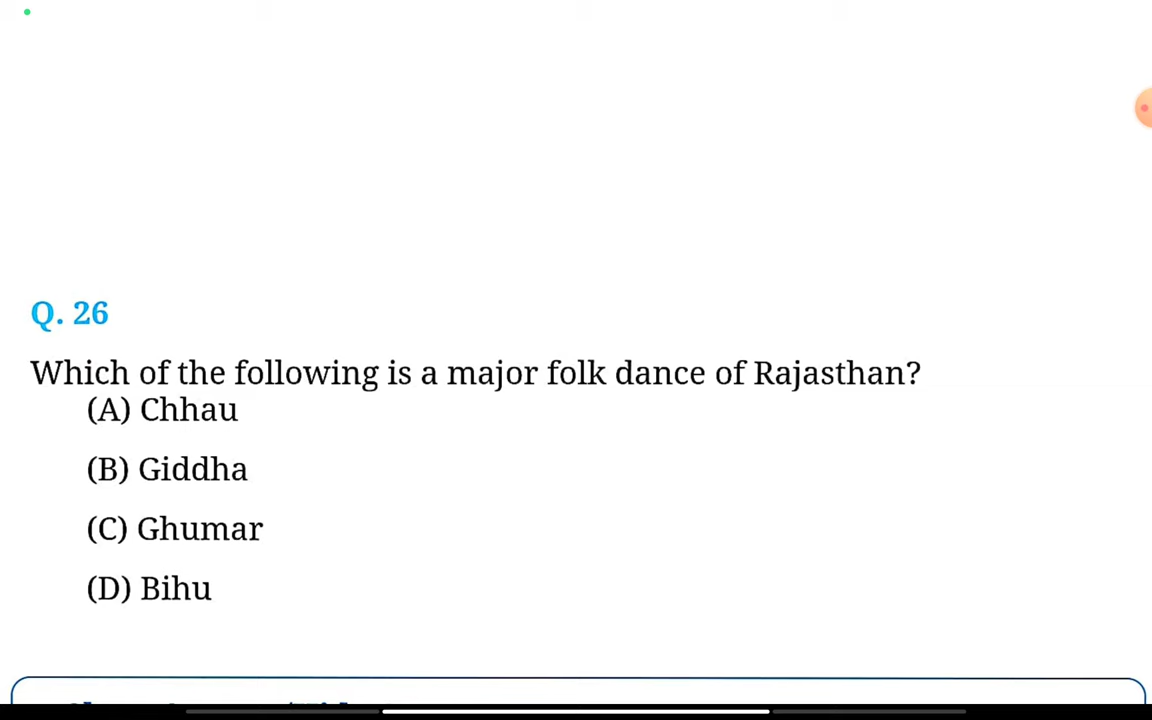 Q. 26
Which of the following is a major folk dance of Rajasthan?
(A) Chhau
(B) Giddha
(C) Ghumar
(D) Bihu